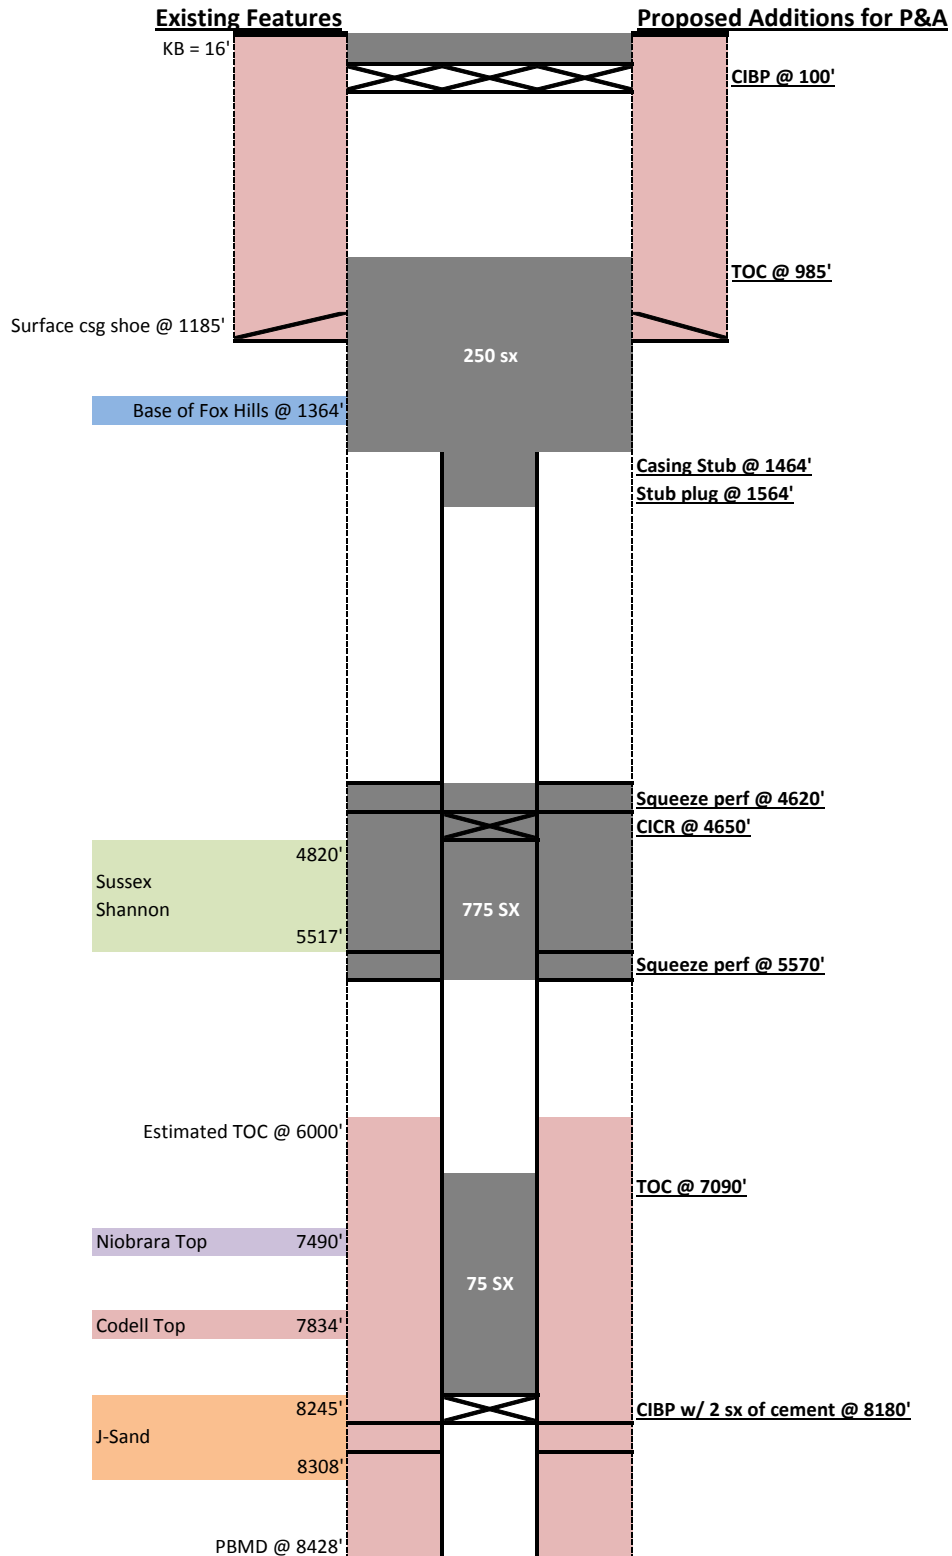 Existing Features
Proposed Additions for P&A
KB = 16'
CIBP @ 100'
TOC @ 985'
Surface csg shoe @ 1185'
250 sx
Base of Fox Hills @ 1364'
Casing Stub @ 1464'
Stub plug @ 1564'
Squeeze perf @ 4620'
CICR @ 4650'
4820'
Sussex
Shannon
775 SX
5517'
Squeeze perf @ 5570'
Estimated TOC @ 6000'
TOC @ 7090'
Niobrara Top 7490'
75 SX
Codell Top 7834'
8245'
CIBP w/ 2 sx of cement @ 8180'
J-Sand
8308'
PBMD @ 8428'